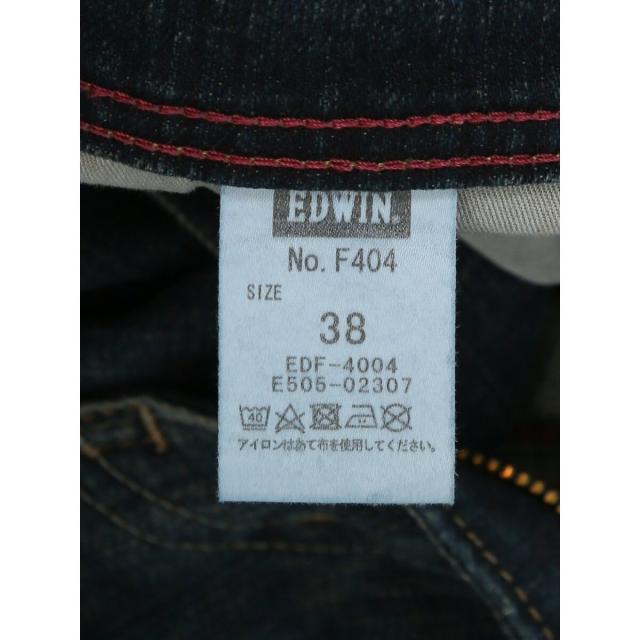 EDWIN.
No. F404
SIZE
38
EDF-4004
E505-02307
40
アイロンはあて布を使用してください。